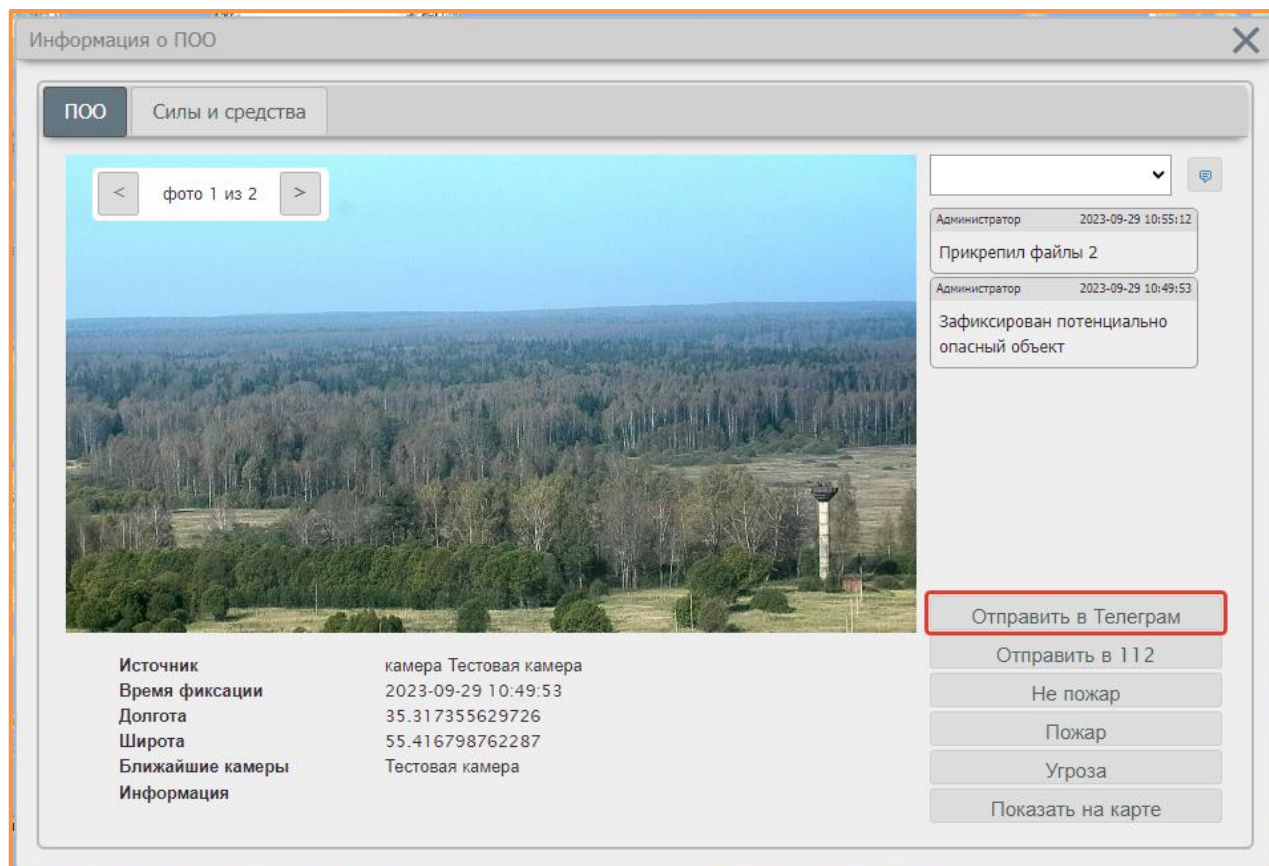 Информация о ПОО
ПОО
Силы и средства
< фото 1 из 2 >
Администратор 2023-09-29 10:55:12
Прикрепил файлы 2
Администратор 2023-09-29 10:49:53
Зафиксирован потенциально
опасный объект
Отправить в Телеграм
Отправить в 112
Не пожар
Пожар
Угроза
Показать на карте
Источник камера Тестовая камера
Время фиксации 2023-09-29 10:49:53
Долгота 35.317355629726
Широта 55.416798762287
Ближайшие камеры Тестовая камера
Информация